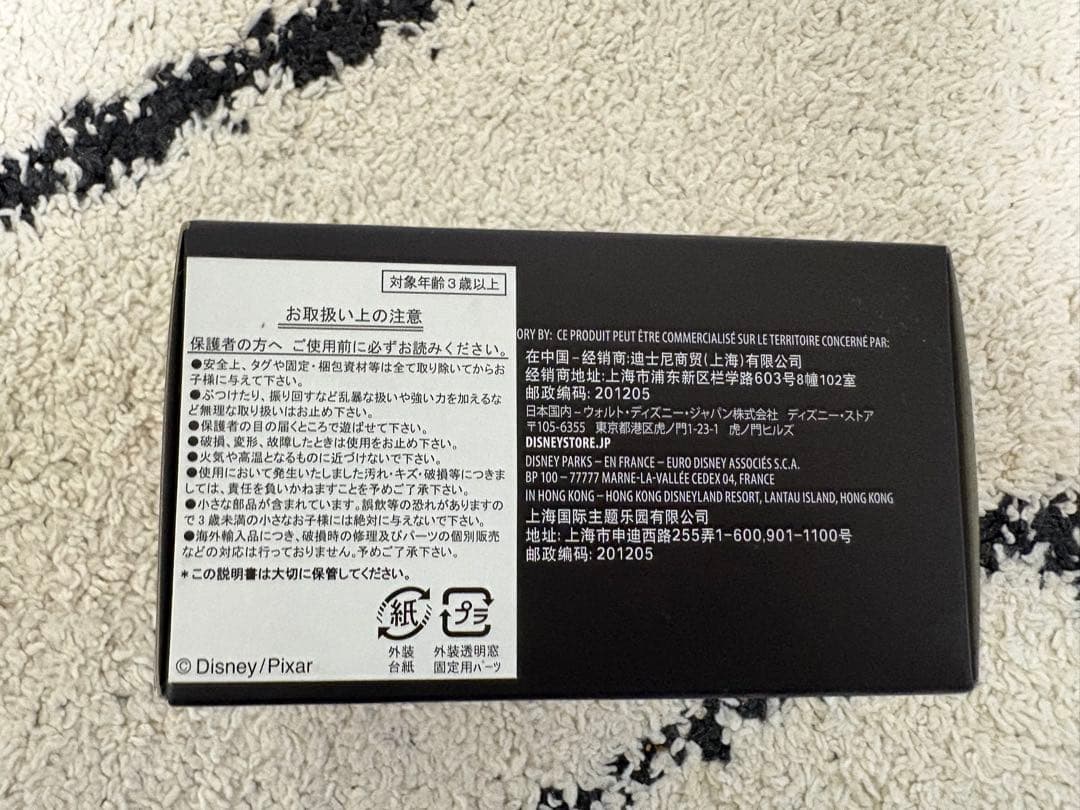 対象年齢3歳以上
お取扱い上の注意
保護者の方へ ご使用前に必ずお読みください。
●安全上、タグや固定・梱包資材等は全て取り除いてからお
子様に与えて下さい。
●ぶつけたり、振り回すなど乱暴な扱いや強い力を加えるな
ど無理な取り扱いはお止め下さい。
●保護者の目の届くところで遊ばせて下さい。
●破損、変形、故障したときは使用をお止め下さい。
●火気や高温となるものに近づけないで下さい。
●使用において発生いたしました汚れ・キズ・破損等につきま
しては、責任を負いかねますことを予めご了承下さい。
●小さな部品が含まれています。誤飲等の恐れがありますの
で3歳未満の小さなお子様には絶対に与えないで下さい。
●海外輸入品につき、破損時の修理及びパーツの個別販売
などの対応は行っておりません。予めご了承下さい。
*この説明書は大切に保管してください。
紙 プラ
外装 外装透明窓
台紙 固定用パーツ
© Disney/Pixar
ORY BY: CE PRODUIT PEUT ÊTRE COMMERCIALISÉ SUR LE TERRITOIRE CONCERNÉ PAR:
在中国–经销商:迪士尼商贸(上海)有限公司
经销商地址:上海市浦东新区栏学路603号8幢102室
邮政编码: 201205
日本国内–ウォルト・ディズニー・ジャパン株式会社 ディズニー・ストア
〒105-6355 東京都港区虎ノ門1-23-1 虎ノ門ヒルズ
DISNEYSTORE.JP
DISNEY PARKS – EN FRANCE – EURO DISNEY ASSOCIÉS S.C.A.
BP 100 – 77777 MARNE-LA-VALLÉE CEDEX 04, FRANCE
IN HONG KONG – HONG KONG DISNEYLAND RESORT, LANTAU ISLAND, HONG KONG
上海国际主题乐园有限公司
地址: 上海市申迪西路255弄1-600,901-1100号
邮政编码: 201205